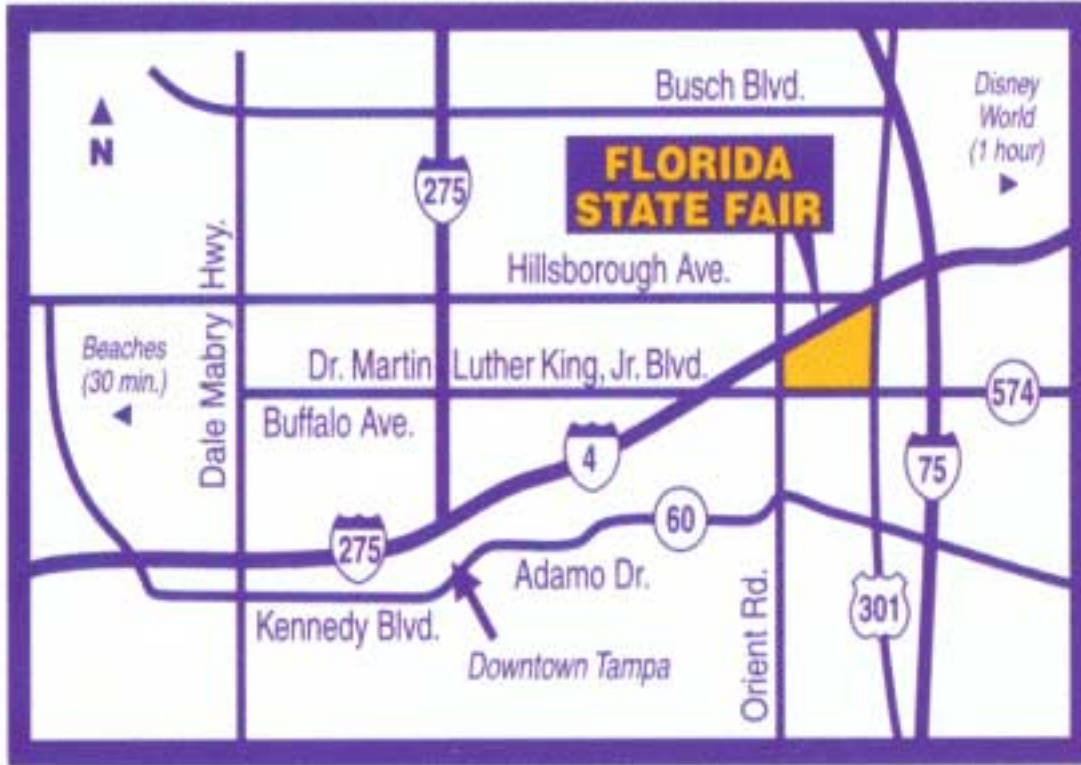 Busch Blvd.
Disney
World
(1 hour)
N
275
FLORIDA
STATE FAIR
Dale Mabry Hwy.
Hillsborough Ave.
Beaches
(30 min.)
Dr. Martin Luther King, Jr. Blvd.
574
Buffalo Ave.
4
75
60
275
Adamo Dr.
Orient Rd.
301
Kennedy Blvd.
Downtown Tampa